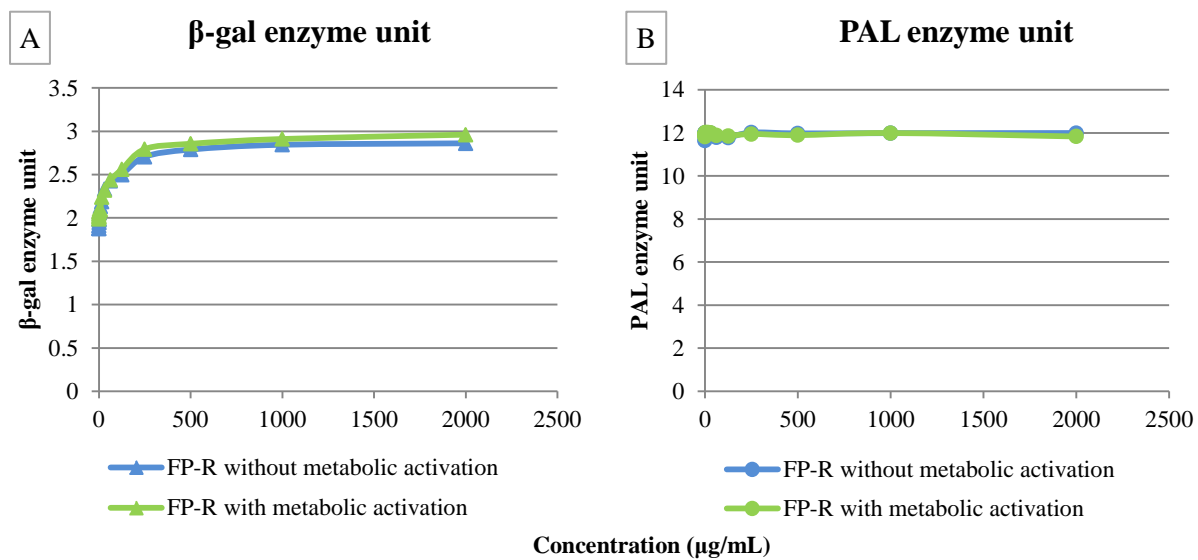 A
β-gal enzyme unit
3.5
3
2.5
2
1.5
1
0.5
0
β-gal enzyme unit
0 500 1000 1500 2000 2500
FP-R without metabolic activation
FP-R with metabolic activation
B
PAL enzyme unit
14
12
10
8
6
4
2
0
PAL enzyme unit
0 500 1000 1500 2000 2500
FP-R without metabolic activation
FP-R with metabolic activation
Concentration (µg/mL)